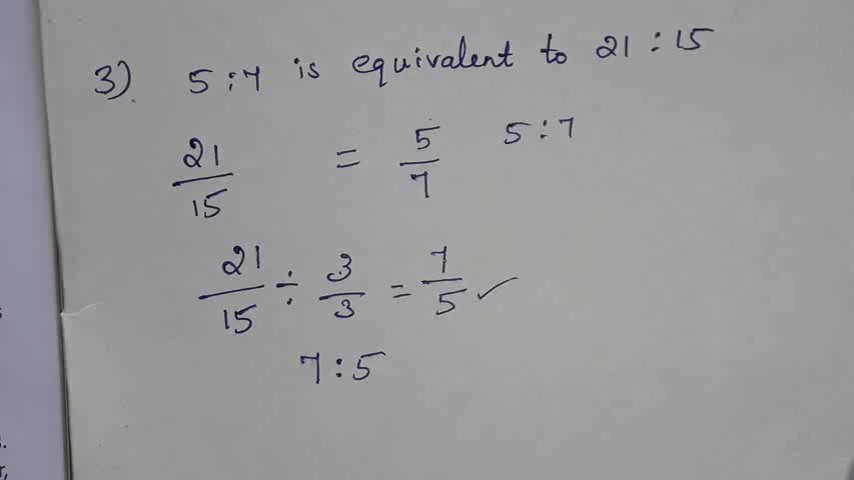 3) 5:7 is equivalent to 21:15
21/15 = 5/7 5:7
21/15 ÷ 3/3 = 7/5 ✓
7:5